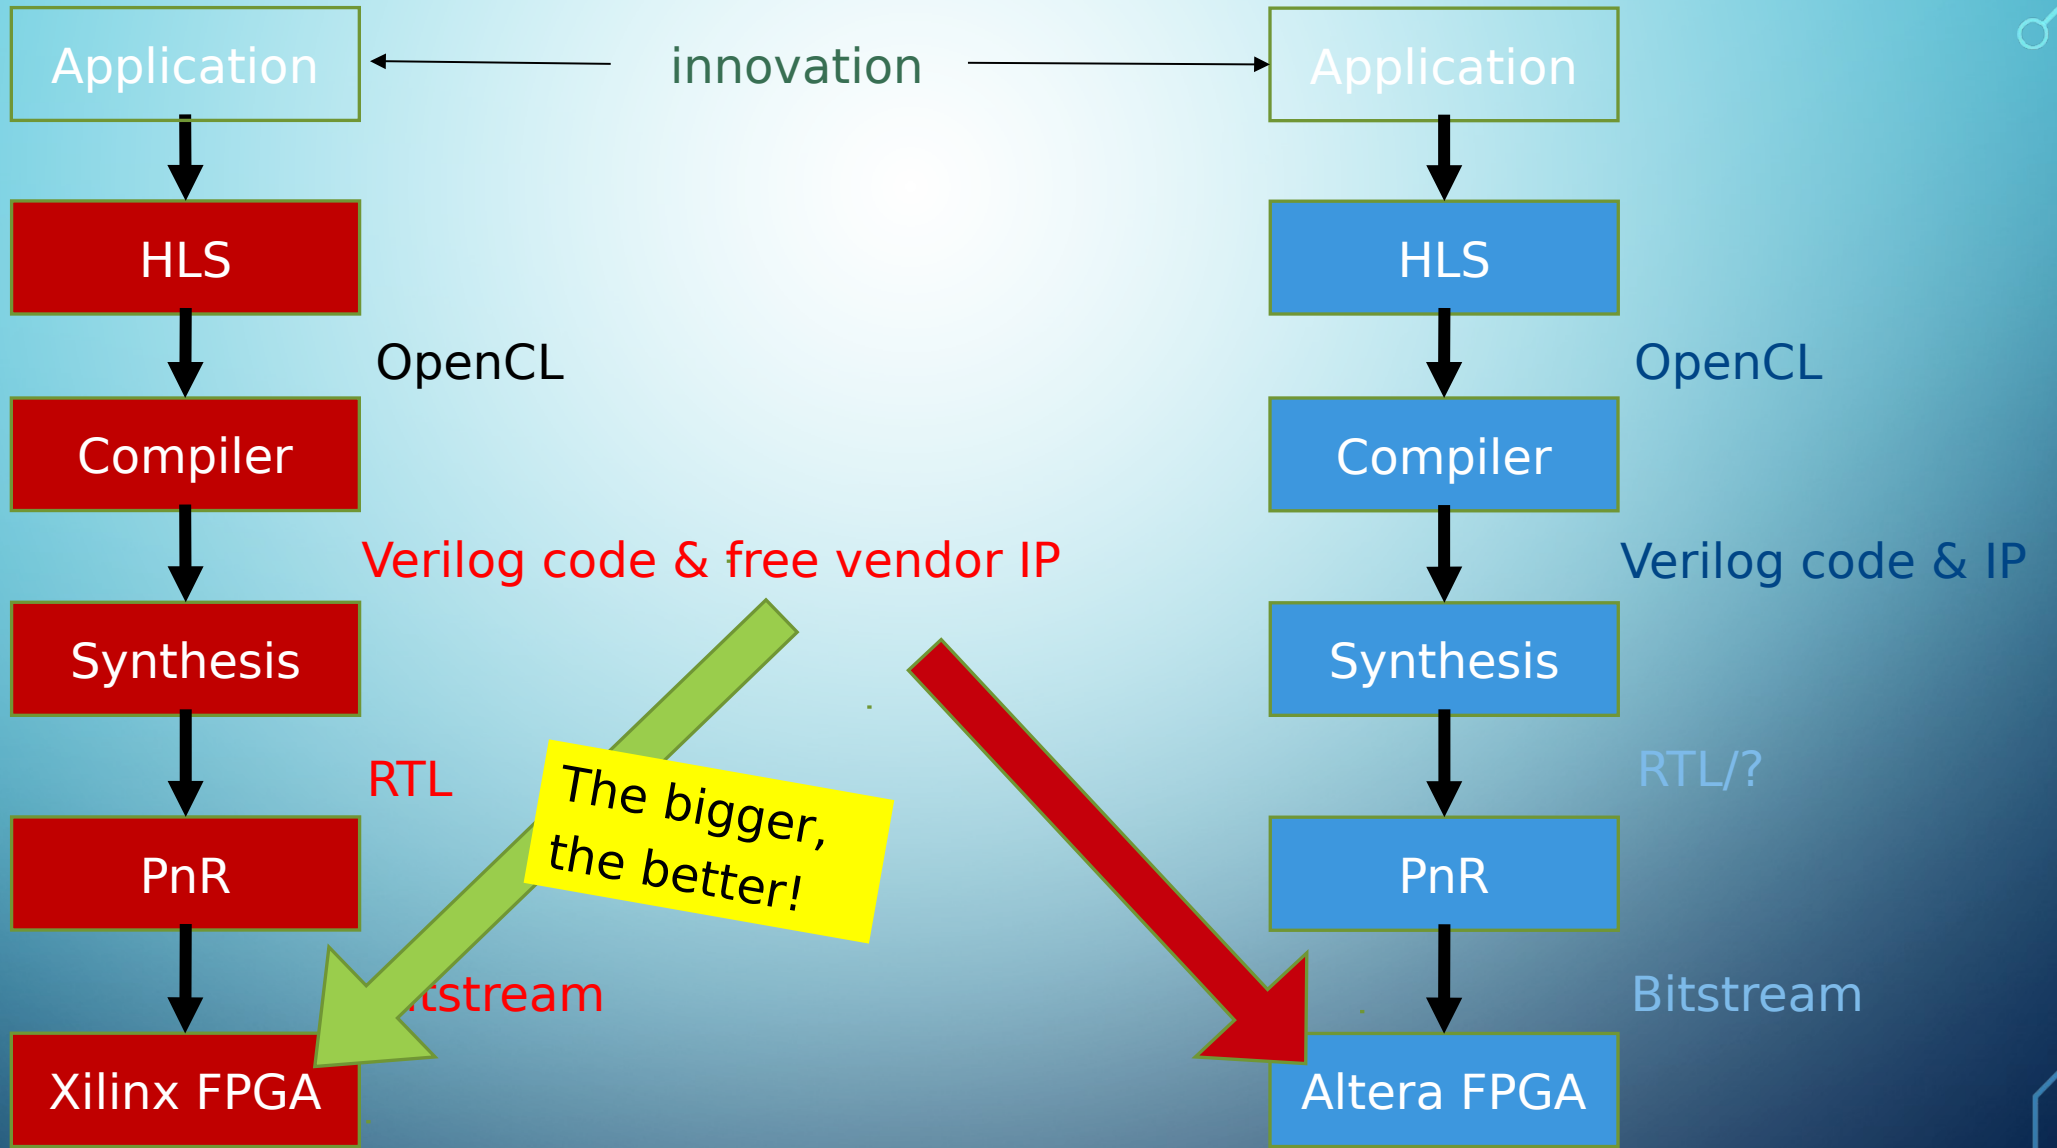 Application
innovation
Application
HLS
HLS
OpenCL
OpenCL
Compiler
Compiler
Verilog code & free vendor IP
Verilog code & IP
Synthesis
Synthesis
RTL
The bigger,
the better!
RTL/?
PnR
PnR
tstream
Bitstream
Xilinx FPGA
Altera FPGA